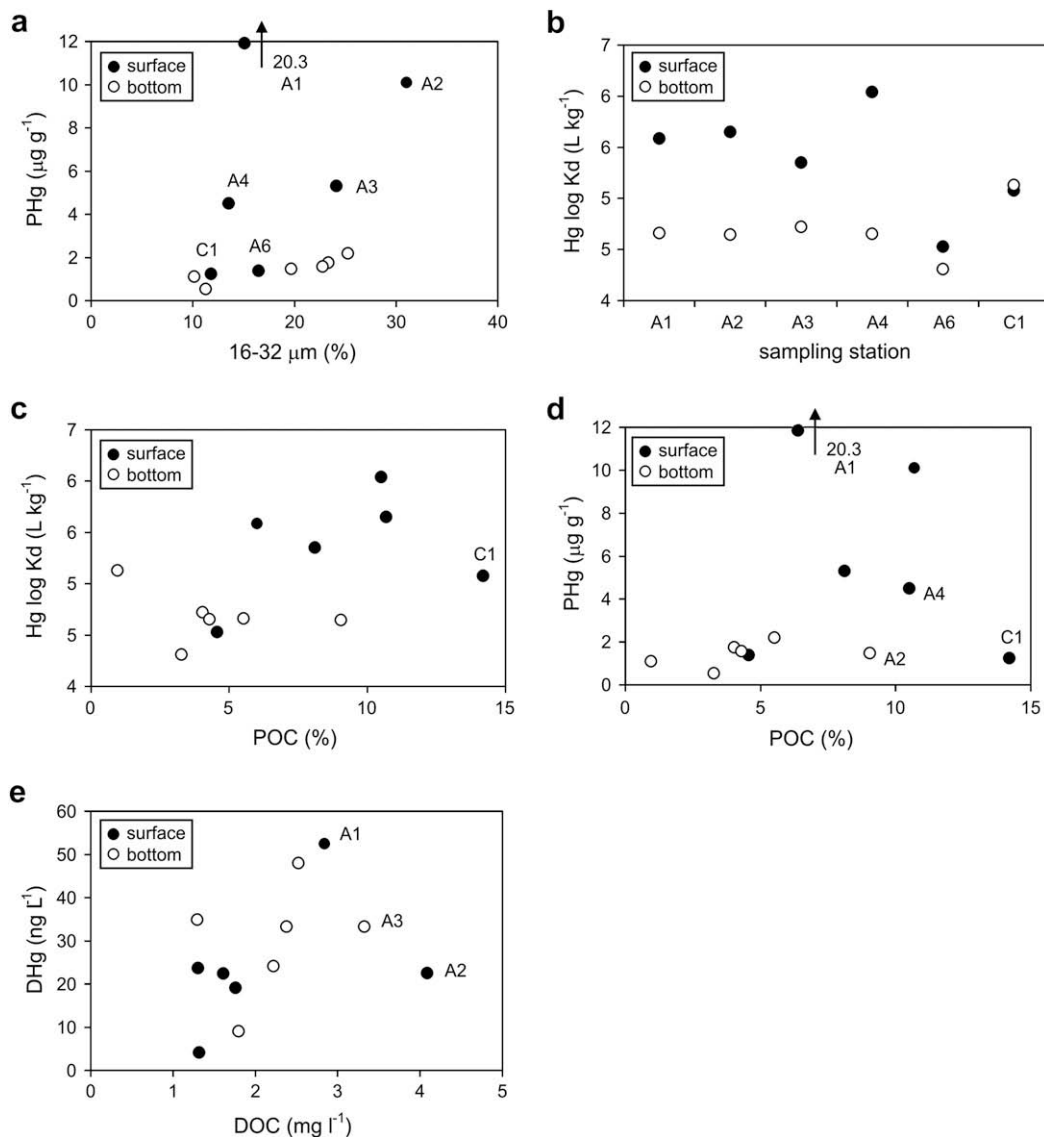 a
12
10
8
6
4
2
0
PHg (µg g⁻¹)
surface
bottom
20.3
A1
A2
A3
A4
A6
C1
0 10 20 30 40
16-32 µm (%)
b
7
6
6
5
5
4
Hg log Kd (L kg⁻¹)
surface
bottom
A1 A2 A3 A4 A6 C1
sampling station
c
7
6
6
5
5
4
Hg log Kd (L kg⁻¹)
surface
bottom
C1
0 5 10 15
POC (%)
d
12
10
8
6
4
2
0
PHg (µg g⁻¹)
surface
bottom
20.3
A1
A4
C1
A2
0 5 10 15
POC (%)
e
60
50
40
30
20
10
0
DHg (ng L⁻¹)
surface
bottom
A1
A3
A2
0 1 2 3 4 5
DOC (mg l⁻¹)